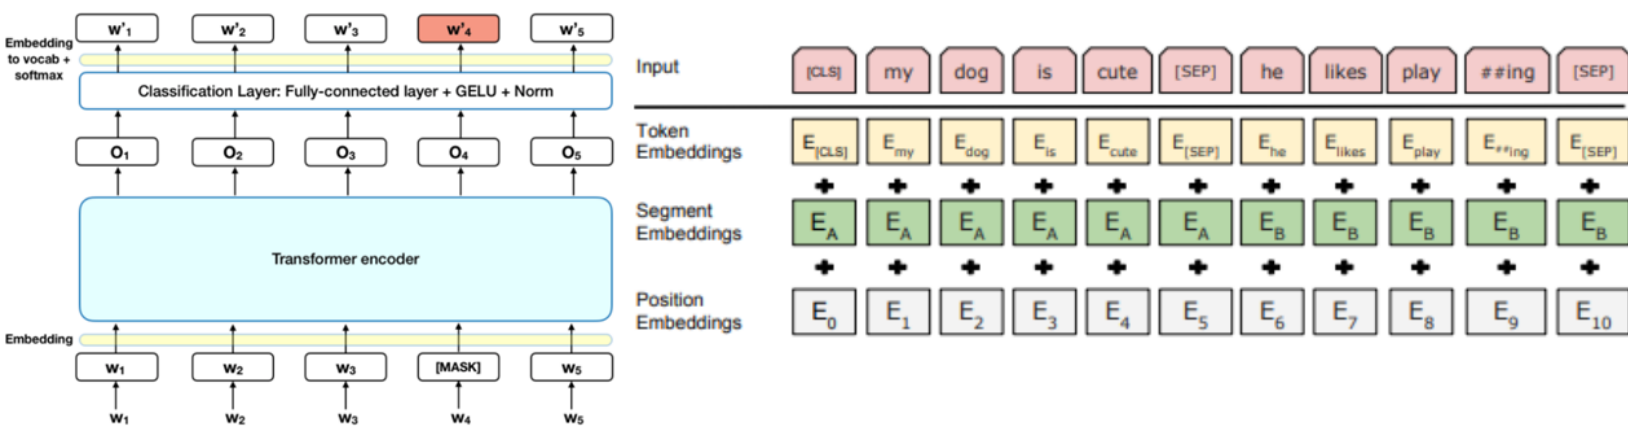 w'1 w'2 w'3 w'4 w'5
Embedding
to vocab +
softmax
Classification Layer: Fully-connected layer + GELU + Norm
O1 O2 O3 O4 O5
Transformer encoder
Embedding
W1 W2 W3 [MASK] W5
W1 W2 W3 W4 W5
Input [CLS] my dog is cute [SEP] he likes play ##ing [SEP]
Token
Embeddings
E[CLS] Emy Edog Eis Ecute E[SEP] Ehe Elikes Eplay E##ing E[SEP]
+ + + + + + + + + + +
Segment
Embeddings
EA EA EA EA EA EA EB EB EB EB EB
+ + + + + + + + + + +
Position
Embeddings
E0 E1 E2 E3 E4 E5 E6 E7 E8 E9 E10